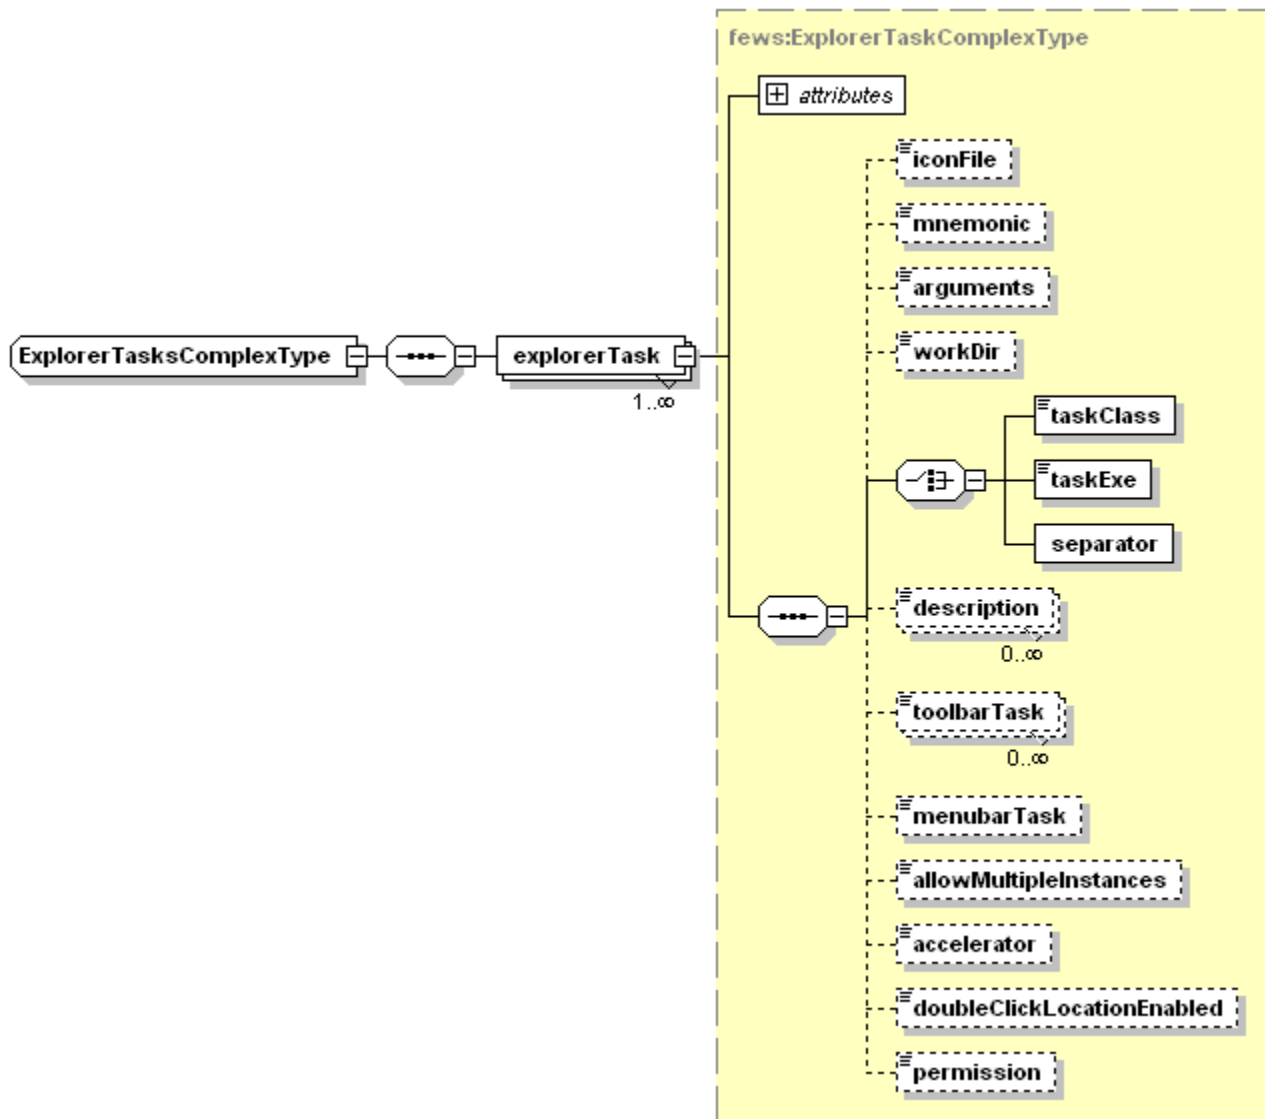 fews:ExplorerTaskComplexType
attributes
iconFile
mnemonic
arguments
workDir
ExplorerTasksComplexType
explorerTask
1..∞
taskClass
taskExe
separator
description
0..∞
toolbarTask
0..∞
menubarTask
allowMultipleInstances
accelerator
doubleClickLocationEnabled
permission